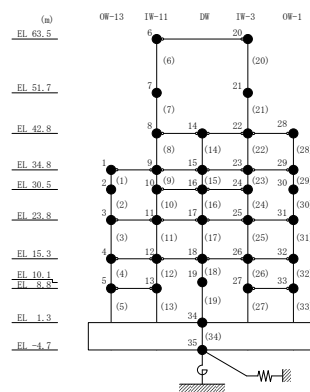 (m) OW-13 IW-11 DW IW-3 OW-1
EL 63.5 6 20
(6) (20)
EL 51.7 7 21
(7) (21)
EL 42.8 8 14 22 28
(8) (14) (22) (28)
EL 34.8 1 9 15 23 29
(1) (9) (15) (23) (29)
EL 30.5 2 10 16 24 30
(2) (10) (16) (24) (30)
EL 23.8 3 11 17 25 31
(3) (11) (17) (25) (31)
EL 15.3 4 12 18 26 32
(4) (12) (18) (26) (32)
EL 10.1 19
EL 8.8 5 13 27 33
(5) (13) (19) (27) (33)
EL 1.3 34
(34)
EL -4.7 35